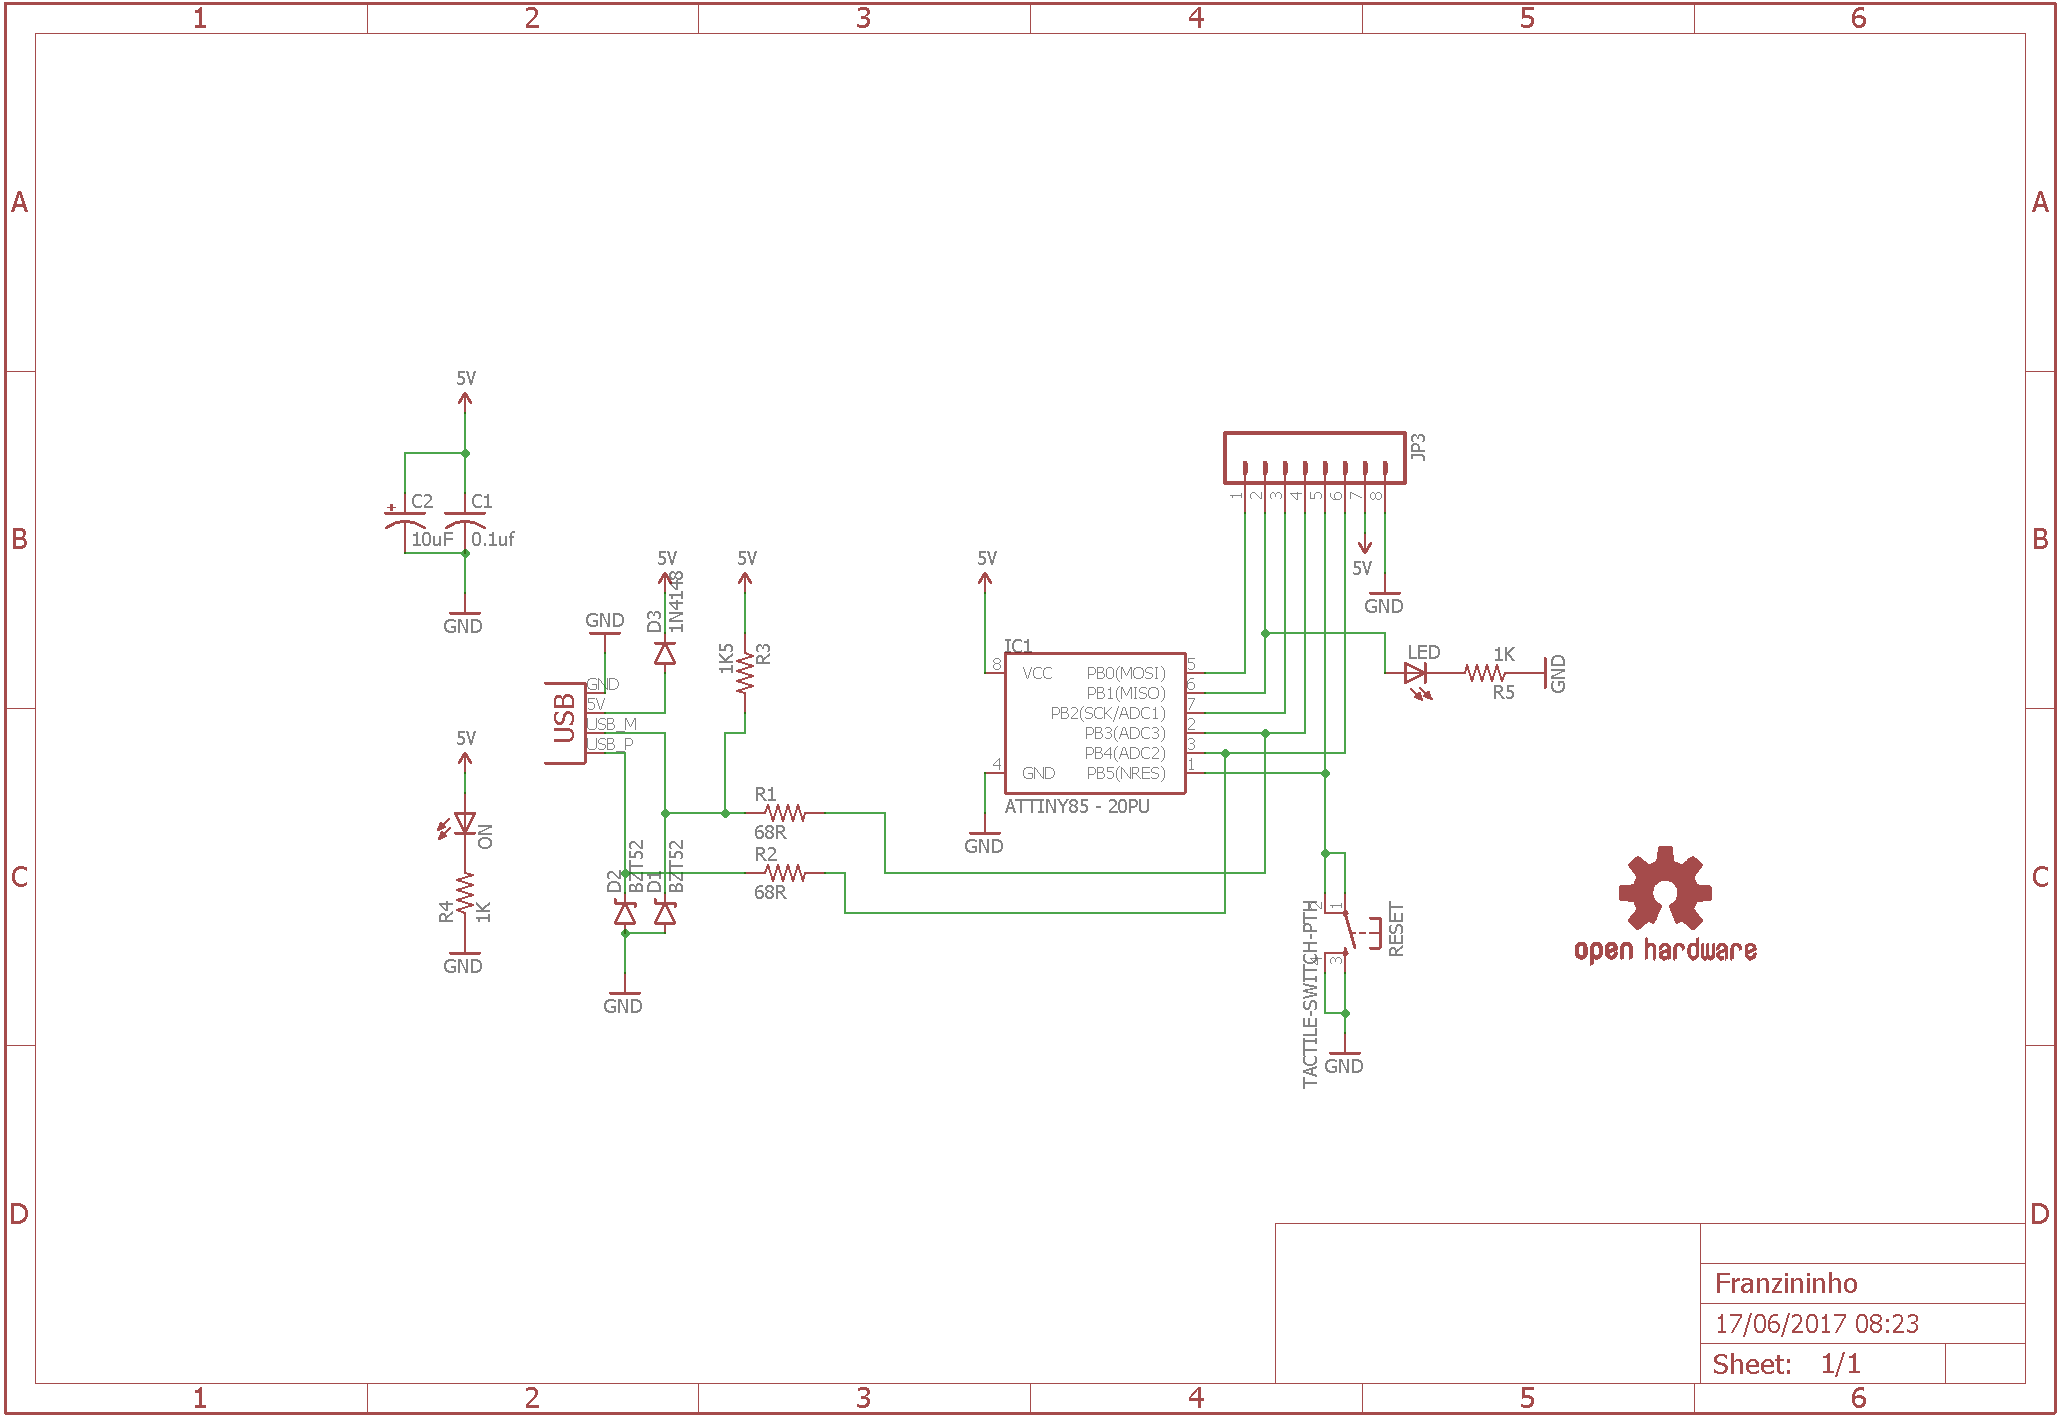 1 2 3 4 5 6
A A
5V
JP3
C2 C1
1 2 3 4 5 6 7 8
10uF 0.1uf
B B
5V 5V 5V 5V
D3 1N4148
GND GND GND
IC1
1K5 R3
LED 1K
GND
R5
8 VCC PB0(MOSI) 5
GND PB1(MISO) 6
USB
5V PB2(SCK/ADC1) 7
USB_M PB3(ADC3) 2
USB_P PB4(ADC2) 3
4 GND PB5(NRES) 1
5V
R1
68R
ATTINY85 - 20PU
ON
GND
R2
68R
D2 BZT52 D1 BZT52
C C
R4 1K
2 1
TACTILE-SWITCH-PTH
RESET
4 3
open hardware
GND
GND
GND
D D
Franzininho
17/06/2017 08:23
Sheet: 1/1
1 2 3 4 5 6